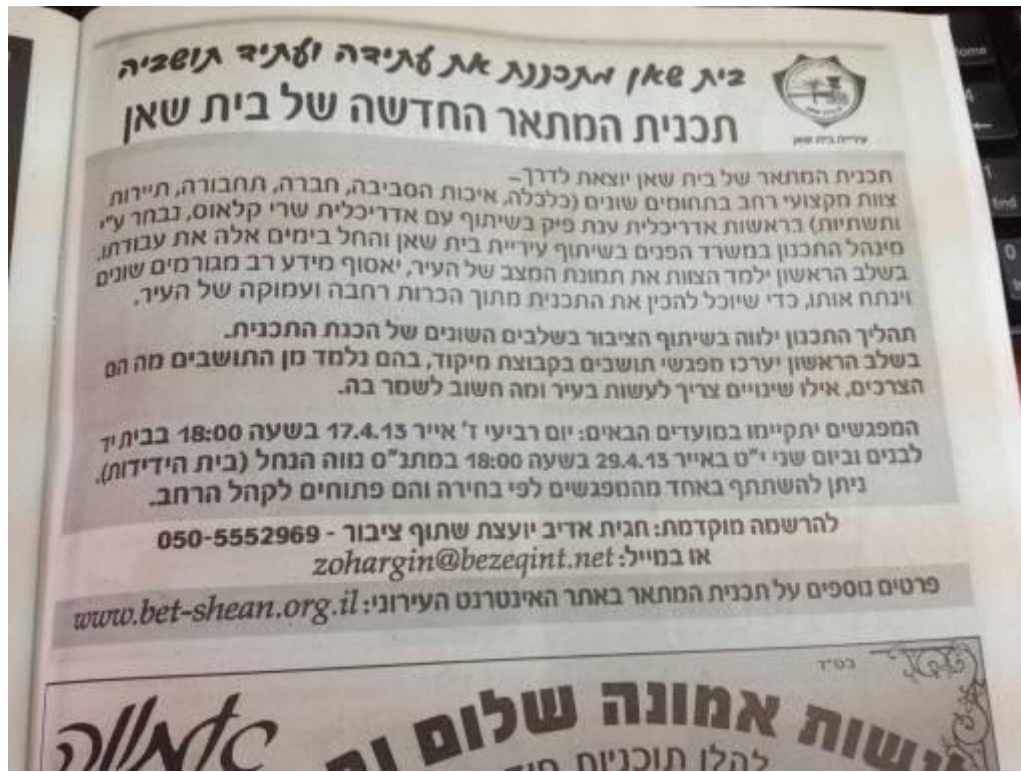 בית שאן מתכננת את עתידה ועתיד תושביה
תכנית המתאר החדשה של בית שאן
עיריית בית שאן
תכנית המתאר של בית שאן יוצאת לדרך–
צוות מקצועי רחב בתחומים שונים (כלכלה, איכות הסביבה, חברה, תחבורה, תיירות
ותשתיות) בראשות אדריכלית ענת פיק בשיתוף עם אדריכלית שרי קלאוס, נבחר ע"י
מינהל התכנון במשרד הפנים בשיתוף עיריית בית שאן והחל בימים אלה את עבודתו.
בשלב הראשון ילמד הצוות את תמונת המצב של העיר, יאסוף מידע רב מגורמים שונים
וינתח אותו, כדי שיוכל להכין את התכנית מתוך הכרות רחבה ועמוקה של העיר.
תהליך התכנון ילווה בשיתוף הציבור בשלבים השונים של הכנת התכנית.
בשלב הראשון יערכו מפגשי תושבים בקבוצת מיקוד, בהם נלמד מן התושבים מה הם
הצרכים, אילו שינויים צריך לעשות בעיר ומה חשוב לשמר בה.
המפגשים יתקיימו במועדים הבאים: יום רביעי ז' אייר 17.4.13 בשעה 18:00 בבית יד
לבנים וביום שני י"ט באייר 29.4.13 בשעה 18:00 במתנ"ס נווה הנחל (בית הידידות).
ניתן להשתתף באחד מהמפגשים לפי בחירה והם פתוחים לקהל הרחב.
להרשמה מוקדמת: חגית אדיב יועצת שתוף ציבור - 050-5552969
או במייל: zohargin@bezeqint.net
פרטים נוספים על תכנית המתאר באתר האינטרנט העירוני: www.bet-shean.org.il
בס"ד
אמונה שלום
להלן תוכניות